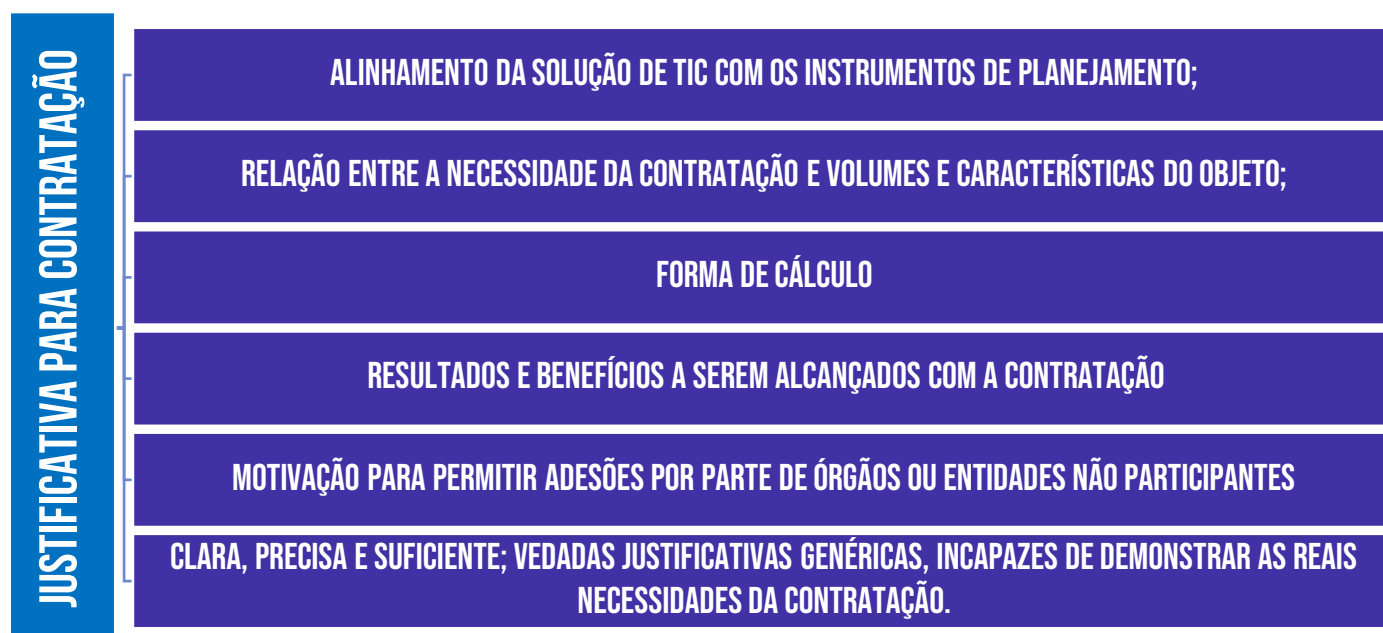 JUSTIFICATIVA PARA CONTRATAÇÃO
ALINHAMENTO DA SOLUÇÃO DE TIC COM OS INSTRUMENTOS DE PLANEJAMENTO;
RELAÇÃO ENTRE A NECESSIDADE DA CONTRATAÇÃO E VOLUMES E CARACTERÍSTICAS DO OBJETO;
FORMA DE CÁLCULO
RESULTADOS E BENEFÍCIOS A SEREM ALCANÇADOS COM A CONTRATAÇÃO
MOTIVAÇÃO PARA PERMITIR ADESÕES POR PARTE DE ÓRGÃOS OU ENTIDADES NÃO PARTICIPANTES
CLARA, PRECISA E SUFICIENTE; VEDADAS JUSTIFICATIVAS GENÉRICAS, INCAPAZES DE DEMONSTRAR AS REAIS
NECESSIDADES DA CONTRATAÇÃO.